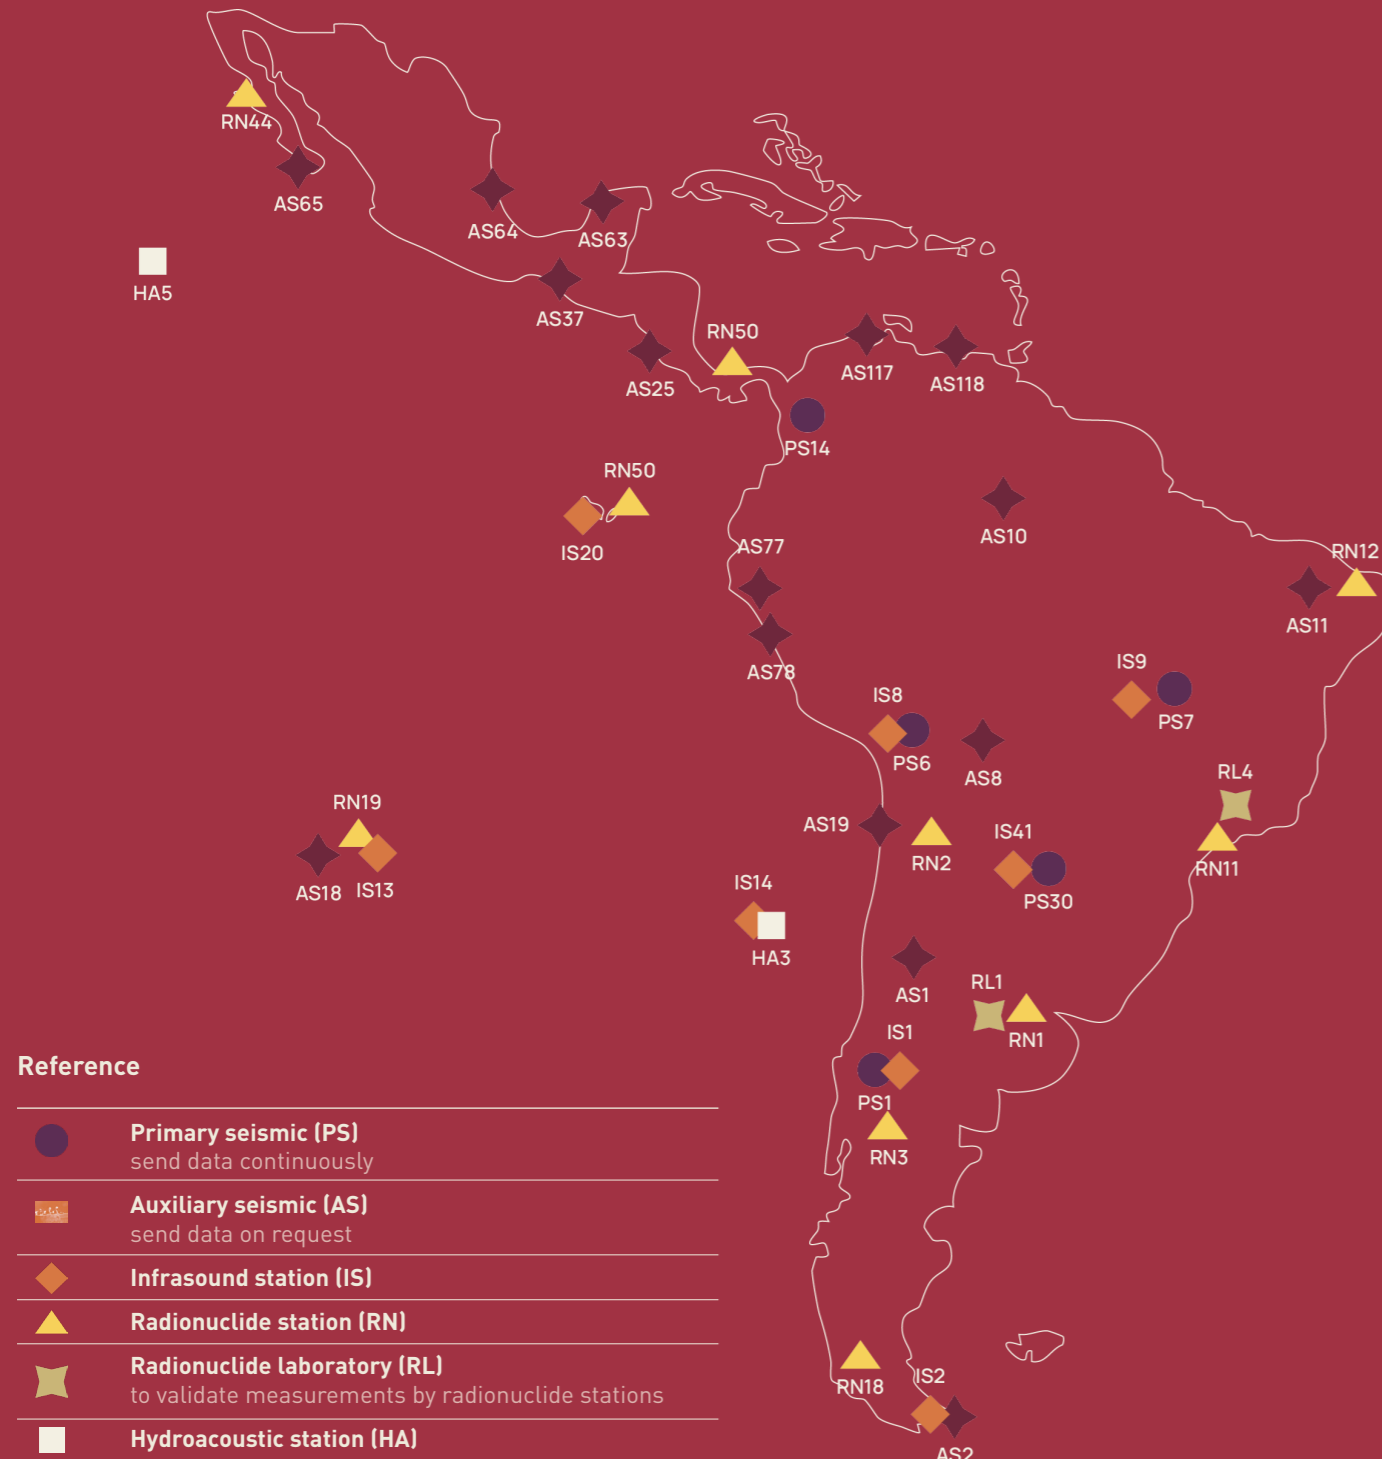 RN44
AS65
AS64
AS63
HA5
AS37
RN50
AS25
AS117
AS118
PS14
RN50
IS20
AS10
AS77
RN12
AS11
AS78
IS9
PS7
IS8
PS6
AS8
RL4
RN19
AS19
IS41
RN2
RN11
AS18
IS13
IS14
PS30
HA3
RL1
AS1
IS1
RN1
PS1
RN3
IS2
RN18
AS2
Reference
Primary seismic (PS)
send data continuously
Auxiliary seismic (AS)
send data on request
Infrasound station (IS)
Radionuclide station (RN)
Radionuclide laboratory (RL)
to validate measurements by radionuclide stations
Hydroacoustic station (HA)